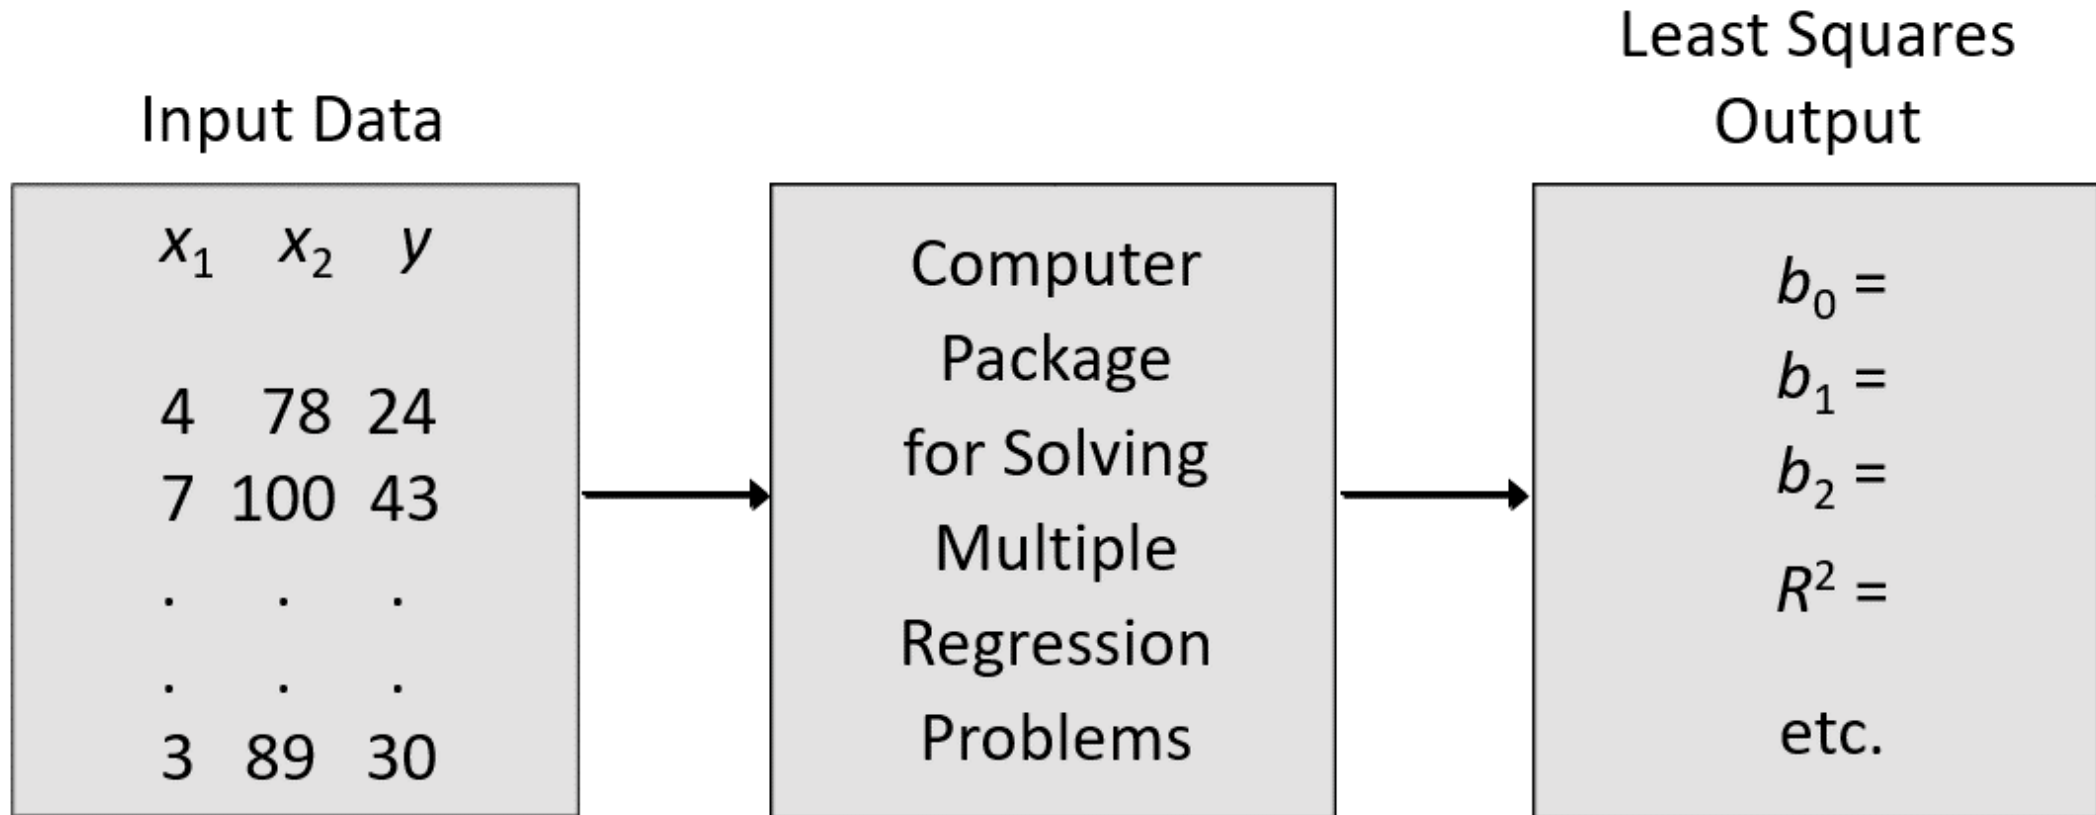 Input Data
x₁ x₂ y
4 78 24
7 100 43
. . .
. . .
3 89 30
Computer
Package
for Solving
Multiple
Regression
Problems
Least Squares
Output
b₀ =
b₁ =
b₂ =
R² =
etc.